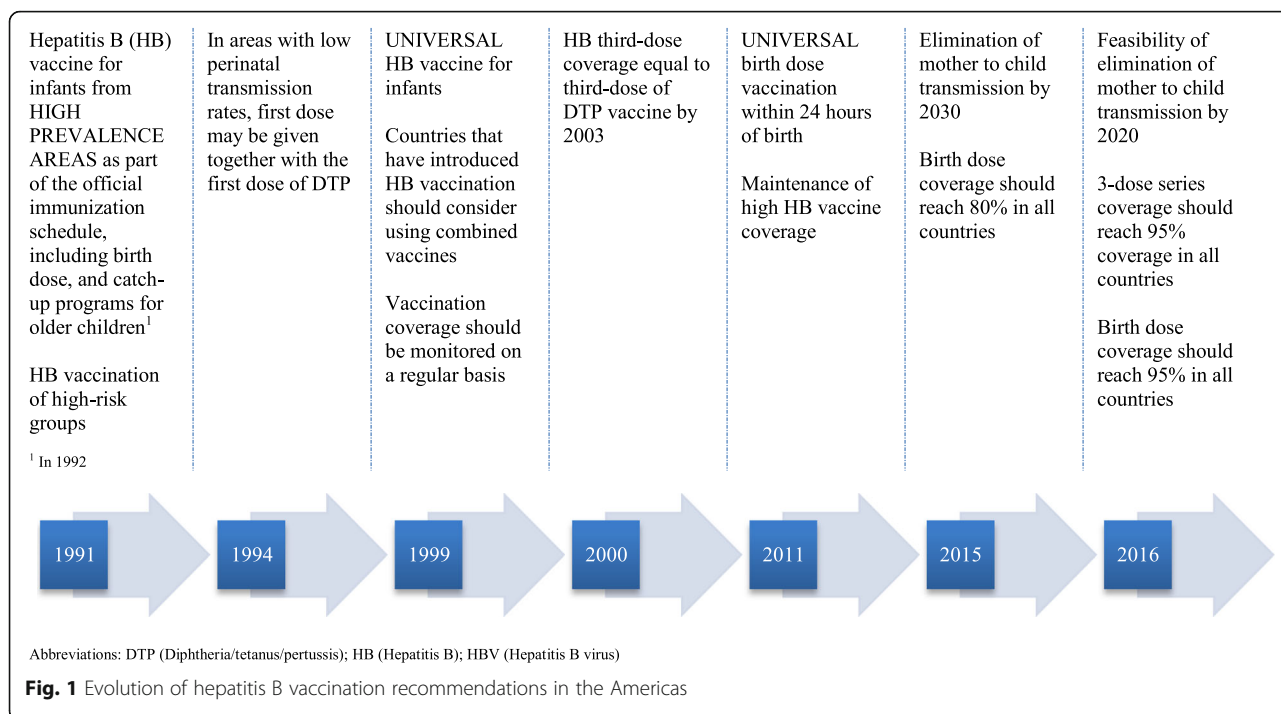 Hepatitis B (HB)
vaccine for
infants from
HIGH
PREVALENCE
AREAS as part
of the official
immunization
schedule,
including birth
dose, and catch-
up programs for
older children¹
HB vaccination
of high-risk
groups
¹ In 1992
In areas with low
perinatal
transmission
rates, first dose
may be given
together with the
first dose of DTP
UNIVERSAL
HB vaccine for
infants
Countries that
have introduced
HB vaccination
should consider
using combined
vaccines
Vaccination
coverage should
be monitored on
a regular basis
HB third-dose
coverage equal to
third-dose of
DTP vaccine by
2003
UNIVERSAL
birth dose
vaccination
within 24 hours
of birth
Maintenance of
high HB vaccine
coverage
Elimination of
mother to child
transmission by
2030
Birth dose
coverage should
reach 80% in all
countries
Feasibility of
elimination of
mother to child
transmission by
2020
3-dose series
coverage should
reach 95%
coverage in all
countries
Birth dose
coverage should
reach 95% in all
countries
1991
1994
1999
2000
2011
2015
2016
Abbreviations: DTP (Diphtheria/tetanus/pertussis); HB (Hepatitis B); HBV (Hepatitis B virus)
Fig. 1 Evolution of hepatitis B vaccination recommendations in the Americas